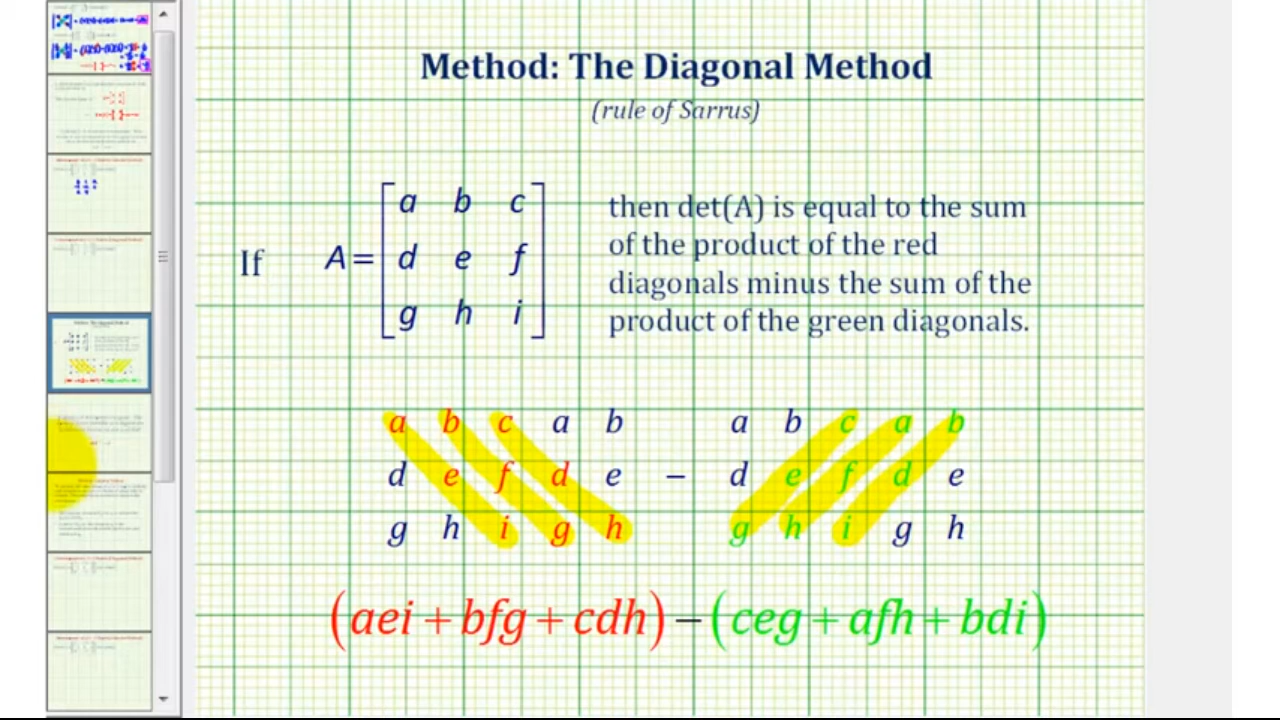 Method: The Diagonal Method
(rule of Sarrus)
If A = [ a b c
d e f
g h i ]
then det(A) is equal to the sum
of the product of the red
diagonals minus the sum of the
product of the green diagonals.
a b c a b a b c a b
d e f d e − d e f d e
g h i g h g h i g h
(aei + bfg + cdh) − (ceg + afh + bdi)